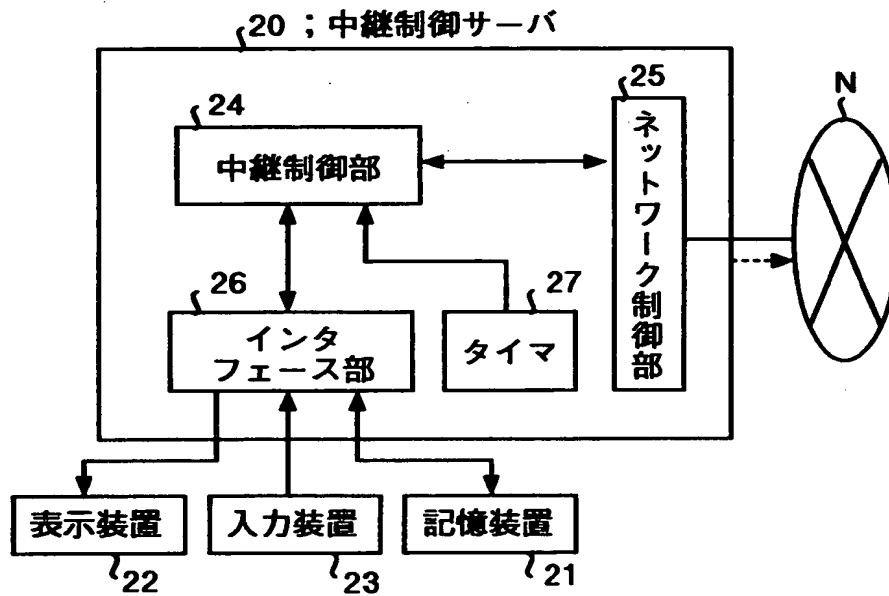 20 ; 中継制御サーバ
24
中継制御部
25
ネットワーク制御部
N
26
インタ
フェース部
27
タイマ
表示装置
22
入力装置
23
記憶装置
21